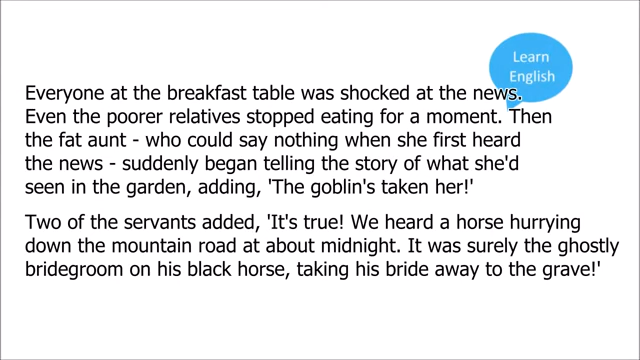 Learn
English
Everyone at the breakfast table was shocked at the news.
Even the poorer relatives stopped eating for a moment. Then
the fat aunt - who could say nothing when she first heard
the news - suddenly began telling the story of what she'd
seen in the garden, adding, 'The goblin's taken her!'
Two of the servants added, 'It's true! We heard a horse hurrying
down the mountain road at about midnight. It was surely the ghostly
bridegroom on his black horse, taking his bride away to the grave!'